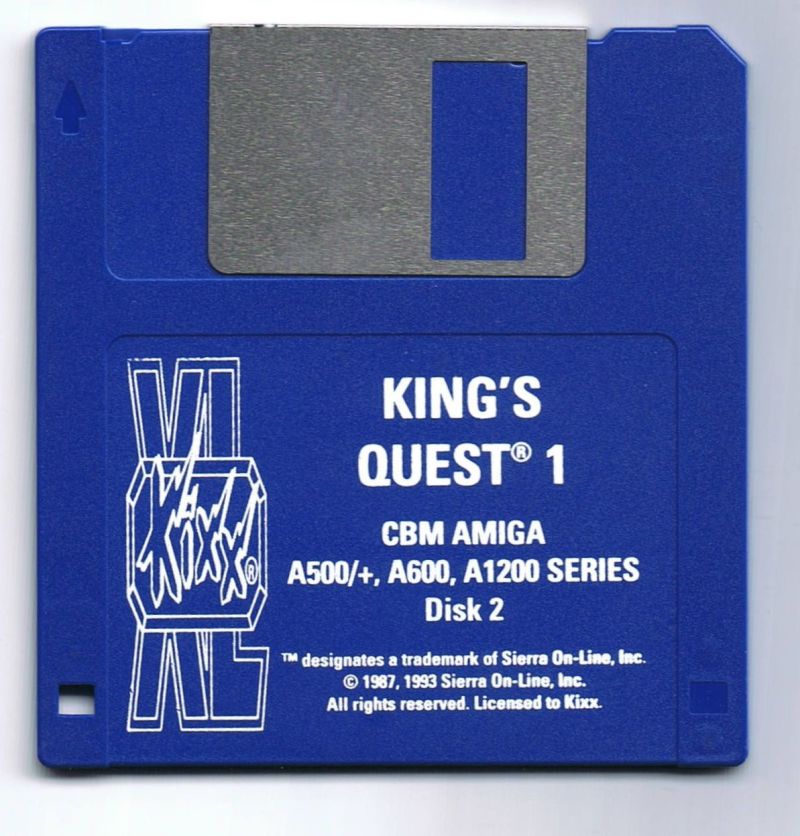 KING'S
QUEST® 1
CBM AMIGA
A500/+, A600, A1200 SERIES
Disk 2
™ designates a trademark of Sierra On-Line, Inc.
© 1987, 1993 Sierra On-Line, Inc.
All rights reserved. Licensed to Kixx.
XL
Kixx®
XL